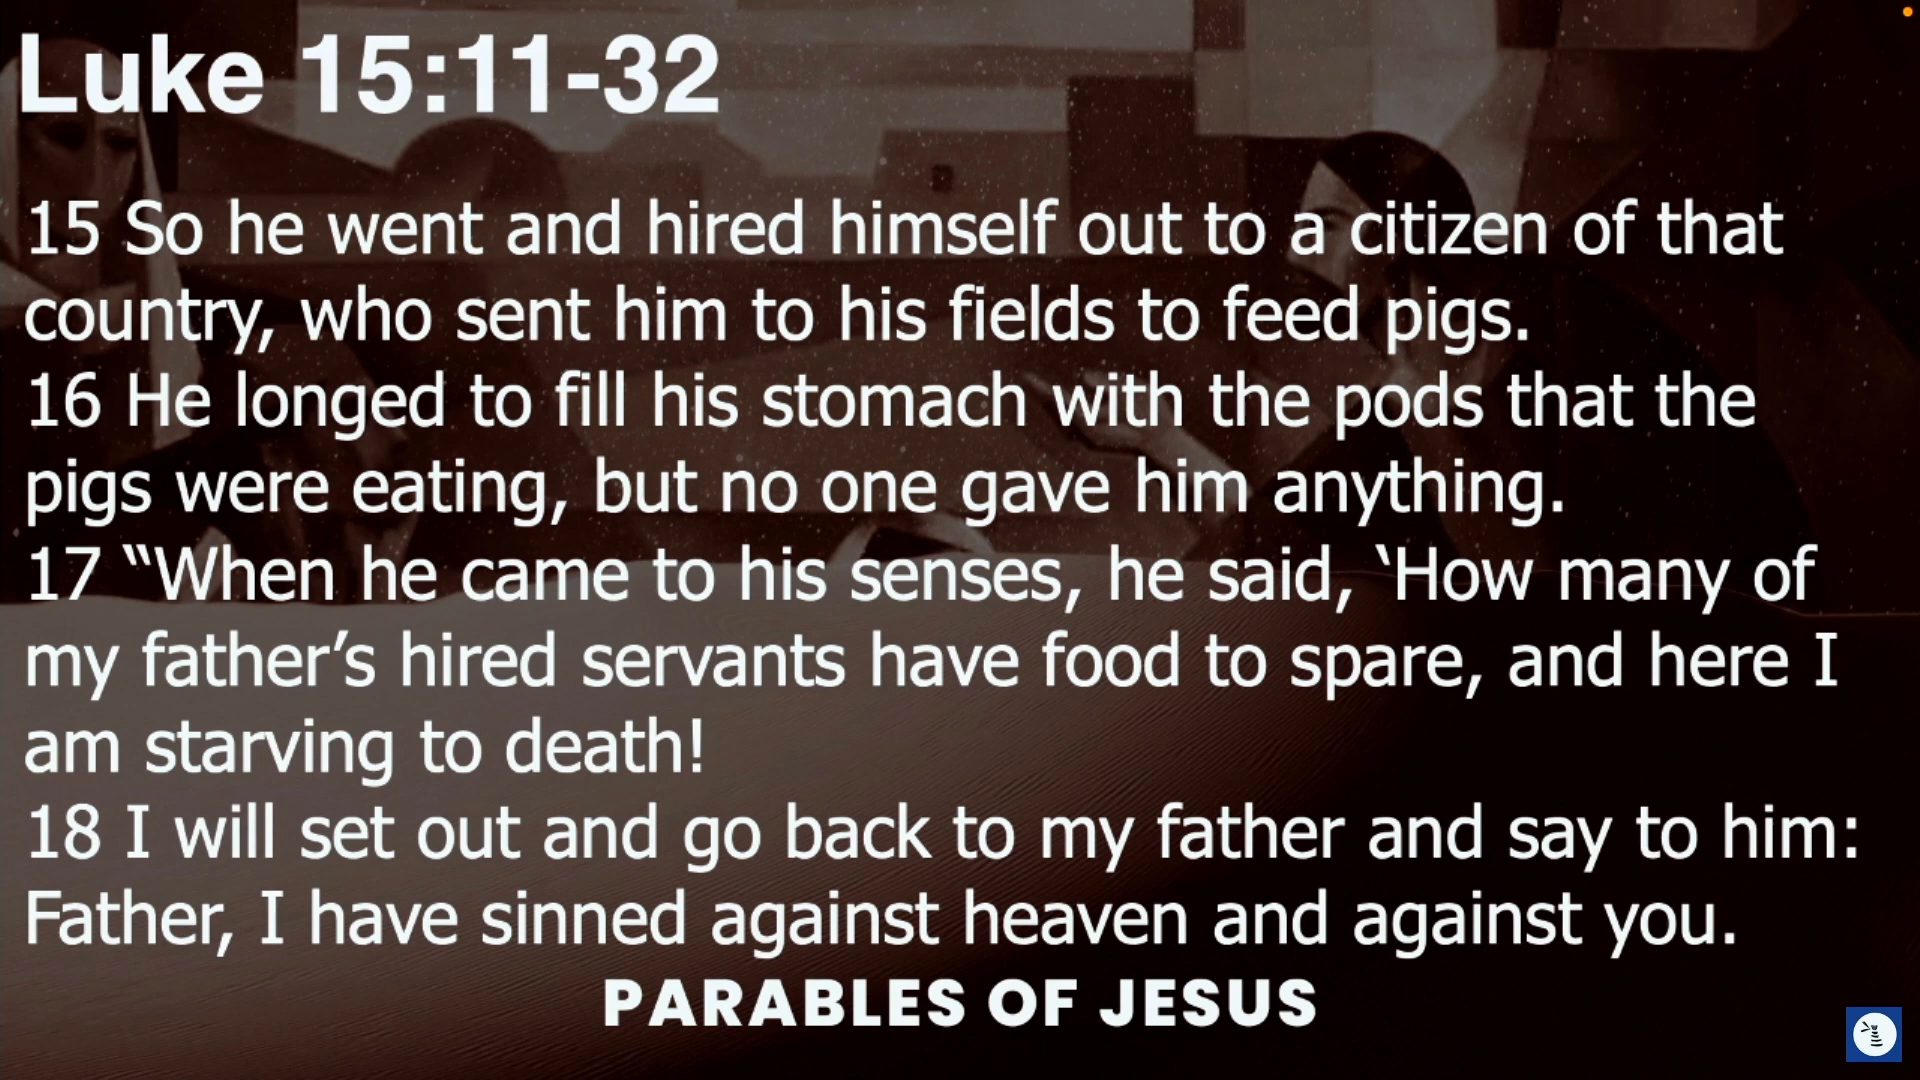 Luke 15:11-32
15 So he went and hired himself out to a citizen of that
country, who sent him to his fields to feed pigs.
16 He longed to fill his stomach with the pods that the
pigs were eating, but no one gave him anything.
17 “When he came to his senses, he said, ‘How many of
my father’s hired servants have food to spare, and here I
am starving to death!
18 I will set out and go back to my father and say to him:
Father, I have sinned against heaven and against you.
PARABLES OF JESUS